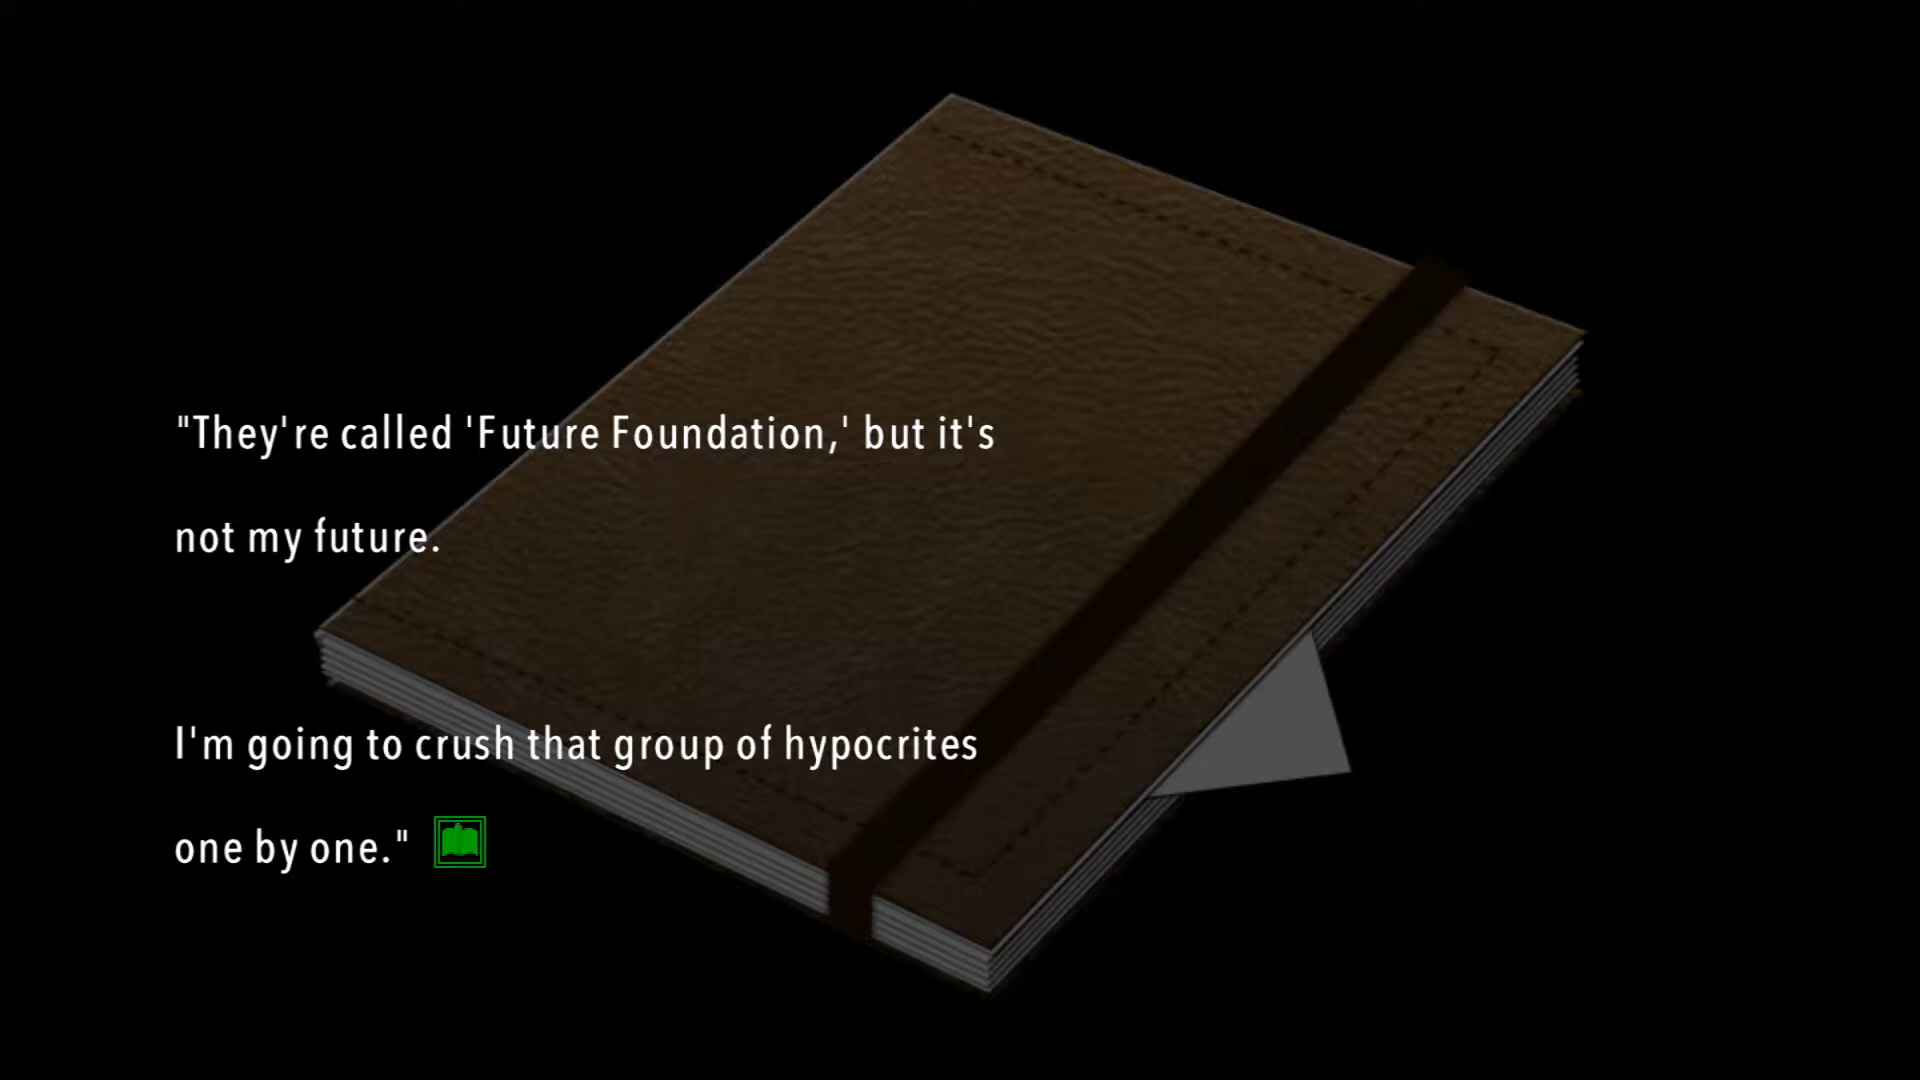 "They're called 'Future Foundation,' but it's
not my future.
I'm going to crush that group of hypocrites
one by one."